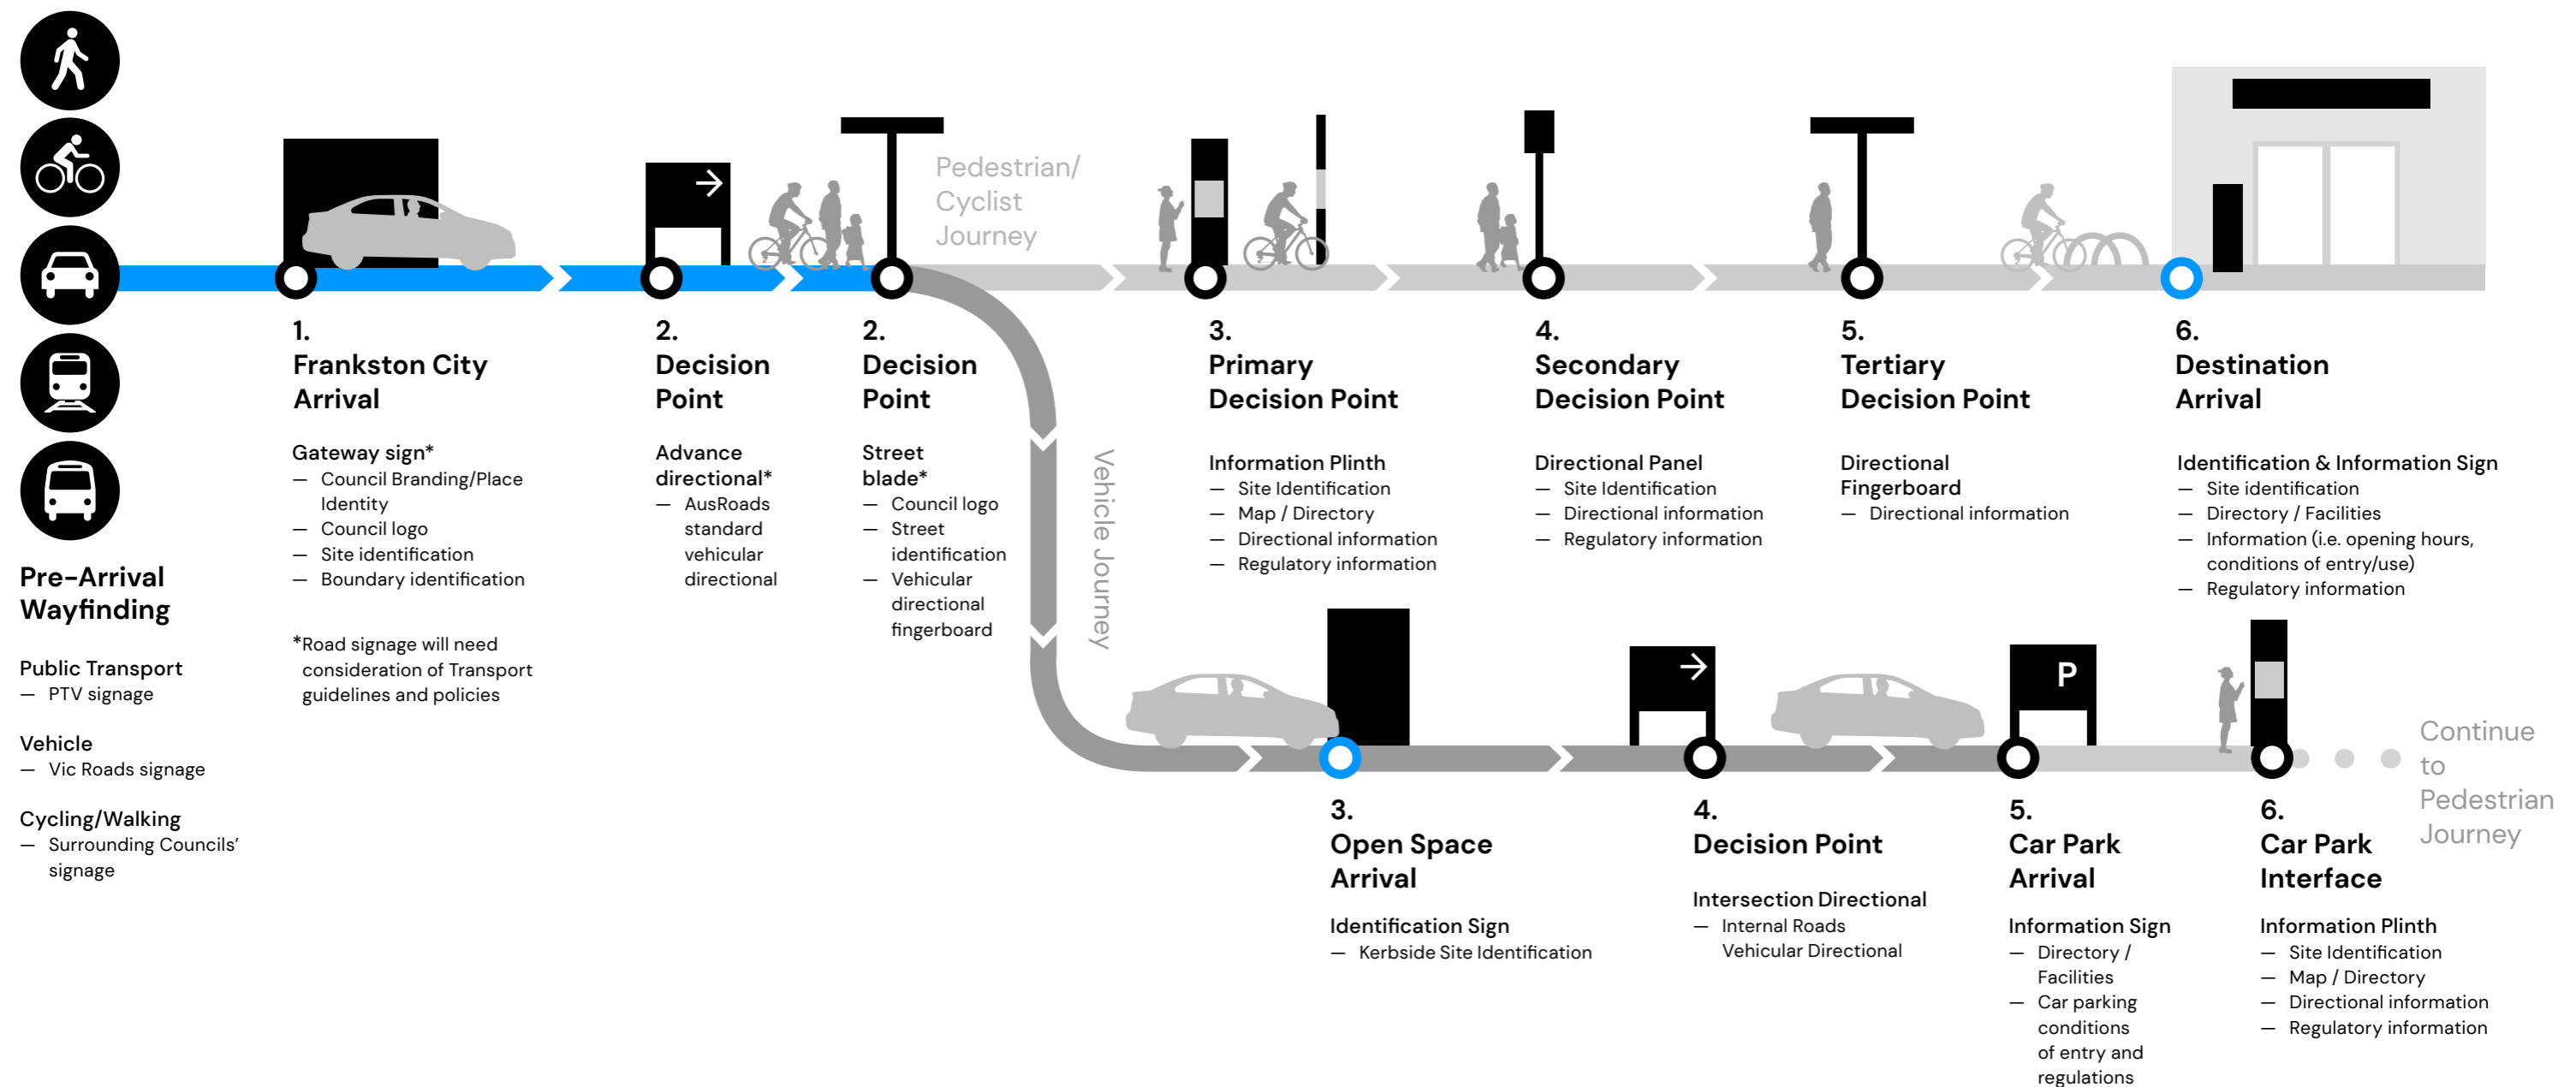 Pre-Arrival
Wayfinding
Public Transport
— PTV signage
Vehicle
— Vic Roads signage
Cycling/Walking
— Surrounding Councils’
signage
1.
Frankston City
Arrival
Gateway sign*
— Council Branding/Place
Identity
— Council logo
— Site identification
— Boundary identification
*Road signage will need
consideration of Transport
guidelines and policies
2.
Decision
Point
Advance
directional*
— AusRoads
standard
vehicular
directional
2.
Decision
Point
Street
blade*
— Council logo
— Street
identification
— Vehicular
directional
fingerboard
Pedestrian/
Cyclist
Journey
3.
Primary
Decision Point
Information Plinth
— Site Identification
— Map / Directory
— Directional information
— Regulatory information
4.
Secondary
Decision Point
Directional Panel
— Site Identification
— Directional information
— Regulatory information
5.
Tertiary
Decision Point
Directional
Fingerboard
— Directional information
6.
Destination
Arrival
Identification & Information Sign
— Site identification
— Directory / Facilities
— Information (i.e. opening hours,
conditions of entry/use)
— Regulatory information
Vehicle Journey
3.
Open Space
Arrival
Identification Sign
— Kerbside Site Identification
4.
Decision Point
Intersection Directional
— Internal Roads
Vehicular Directional
P
5.
Car Park
Arrival
Information Sign
— Directory /
Facilities
— Car parking
conditions
of entry and
regulations
6.
Car Park
Interface
Information Plinth
— Site Identification
— Map / Directory
— Directional information
— Regulatory information
Continue
to
Pedestrian
Journey